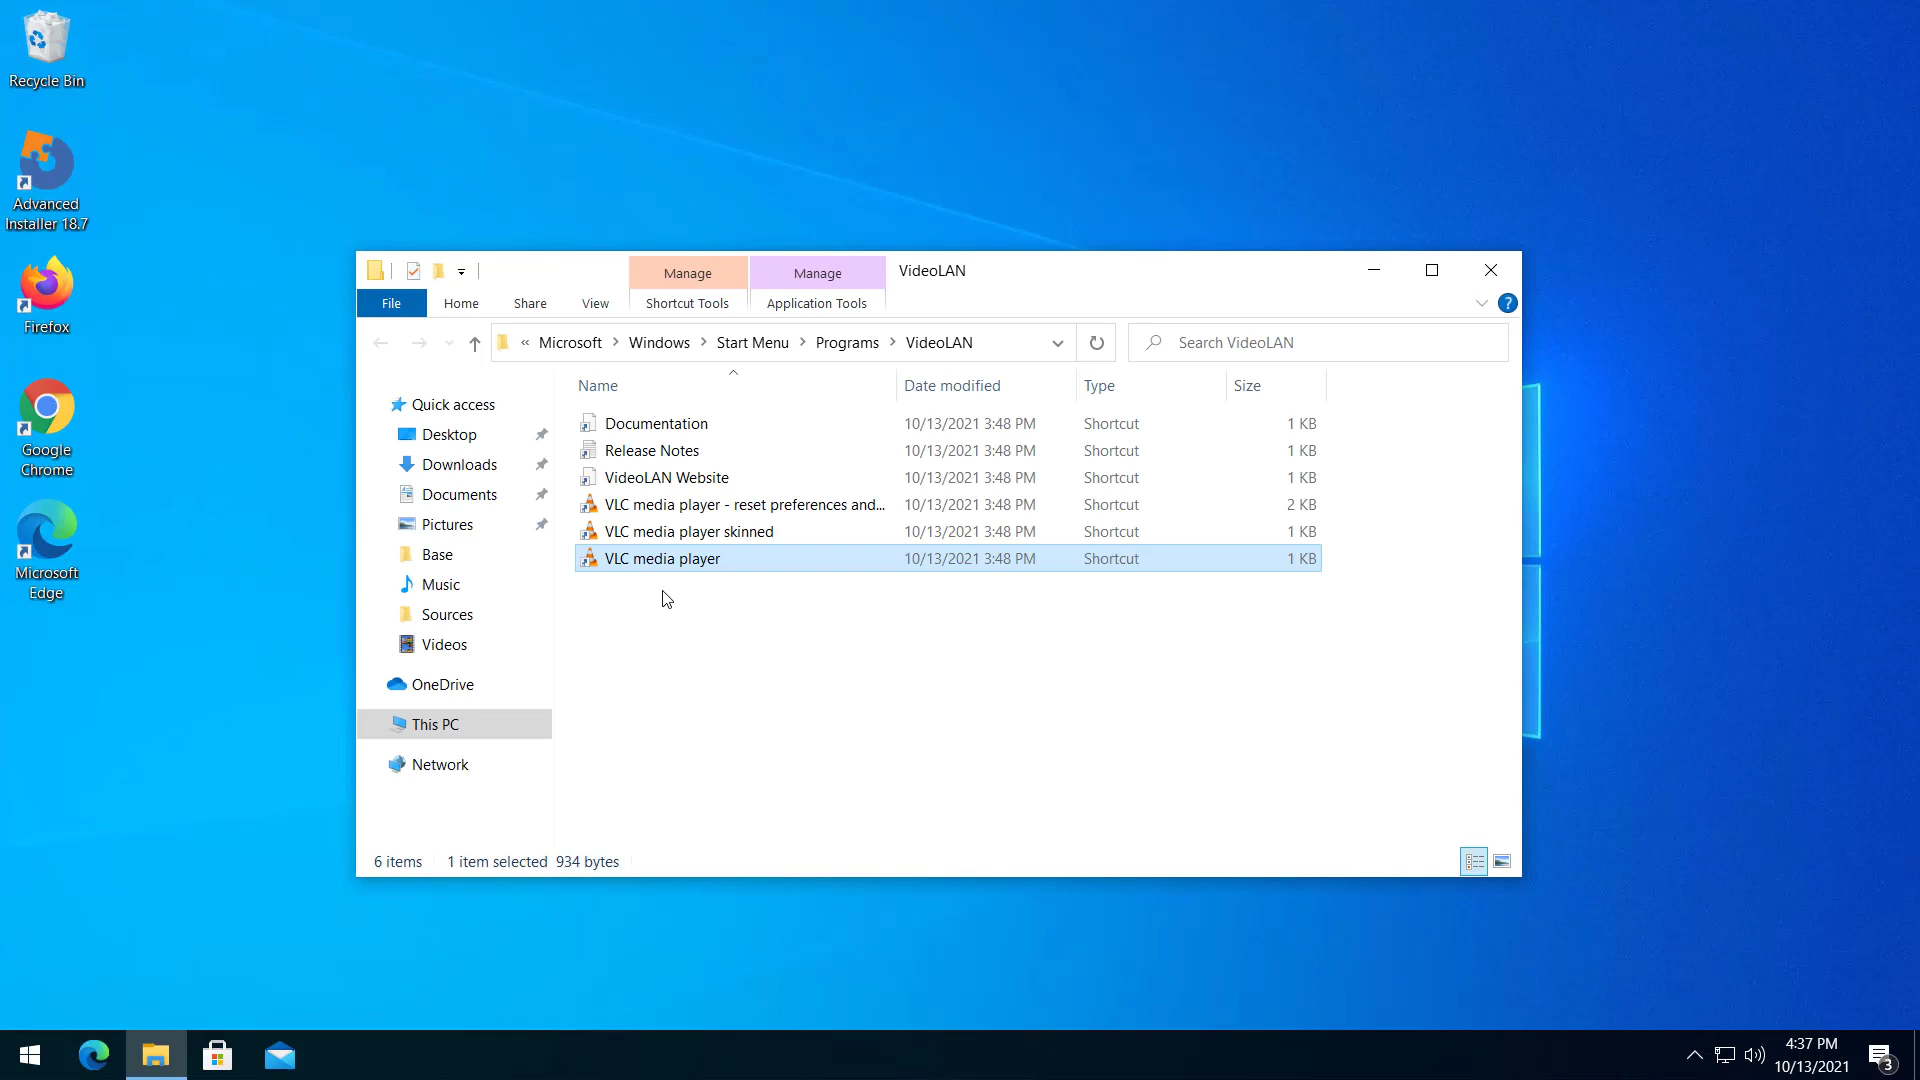 Recycle Bin
Advanced
Installer 18.7
Firefox
Google
Chrome
Microsoft
Edge
Manage
Manage
VideoLAN
File
Home
Share
View
Shortcut Tools
Application Tools
?
« Microsoft > Windows > Start Menu > Programs > VideoLAN
Search VideoLAN
Quick access
Desktop
Downloads
Documents
Pictures
Base
Music
Sources
Videos
OneDrive
This PC
Network
Name Date modified Type Size
Documentation 10/13/2021 3:48 PM Shortcut 1 KB
Release Notes 10/13/2021 3:48 PM Shortcut 1 KB
VideoLAN Website 10/13/2021 3:48 PM Shortcut 1 KB
VLC media player - reset preferences and... 10/13/2021 3:48 PM Shortcut 2 KB
VLC media player skinned 10/13/2021 3:48 PM Shortcut 1 KB
VLC media player 10/13/2021 3:48 PM Shortcut 1 KB
6 items 1 item selected 934 bytes
4:37 PM
10/13/2021
3